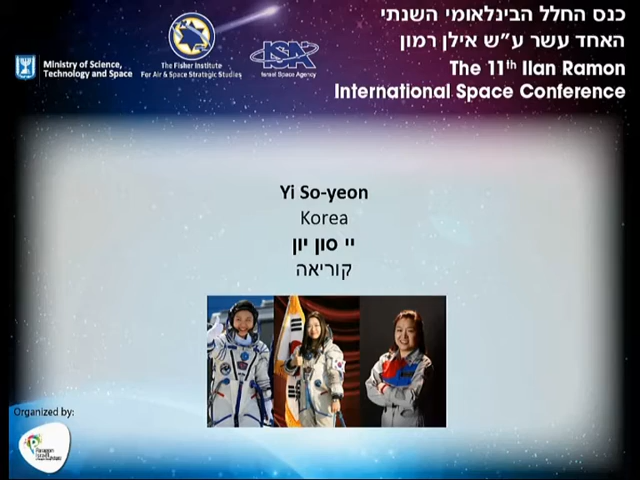 כנס החלל הבינלאומי השנתי
האחד עשר ע"ש אילן רמון
The 11th Ilan Ramon
International Space Conference
Ministry of Science,
Technology and Space
The Fisher Institute
For Air & Space Strategic Studies
ISA
Israel Space Agency
Yi So-yeon
Korea
יי סון יון
קוריאה
Organized by: